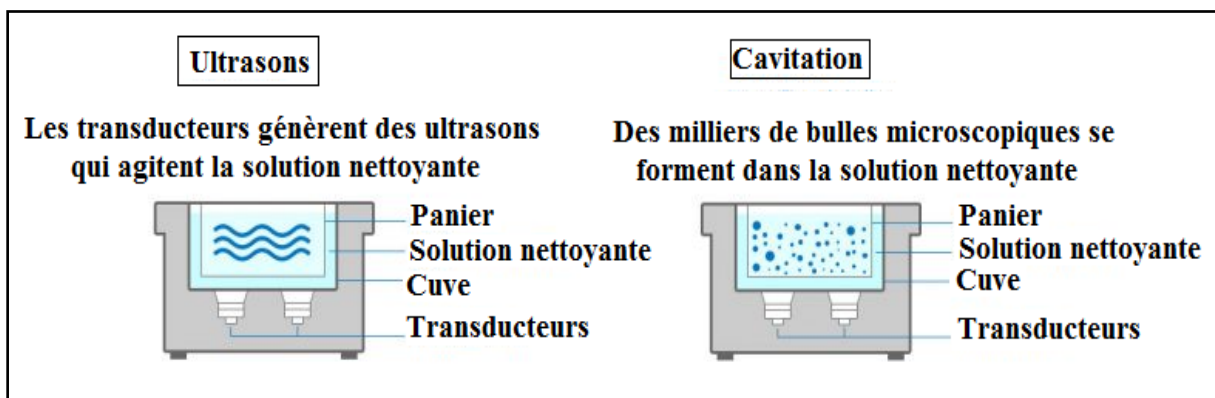 Ultrasons
Les transducteurs génèrent des ultrasons
qui agitent la solution nettoyante
Panier
Solution nettoyante
Cuve
Transducteurs
Cavitation
Des milliers de bulles microscopiques se
forment dans la solution nettoyante
Panier
Solution nettoyante
Cuve
Transducteurs